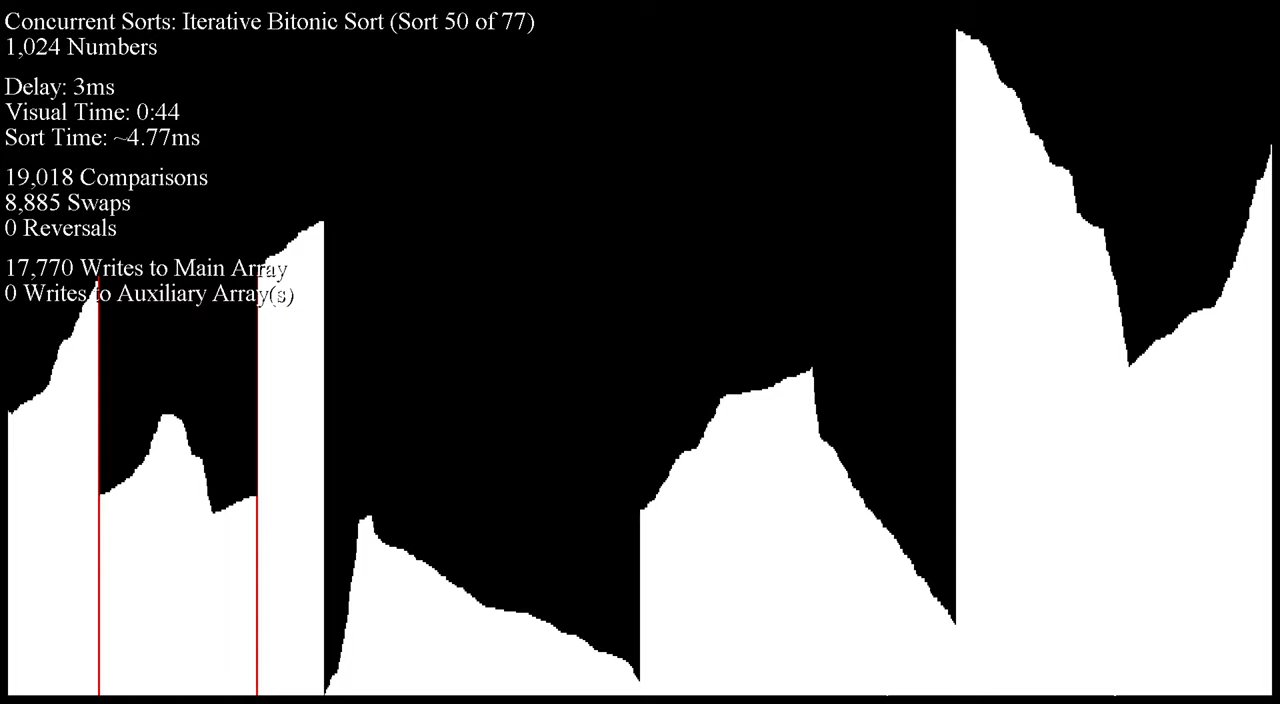 Concurrent Sorts: Iterative Bitonic Sort (Sort 50 of 77)
1,024 Numbers
Delay: 3ms
Visual Time: 0:44
Sort Time: ~4.77ms
19,018 Comparisons
8,885 Swaps
0 Reversals
17,770 Writes to Main Array
0 Writes to Auxiliary Array(s)